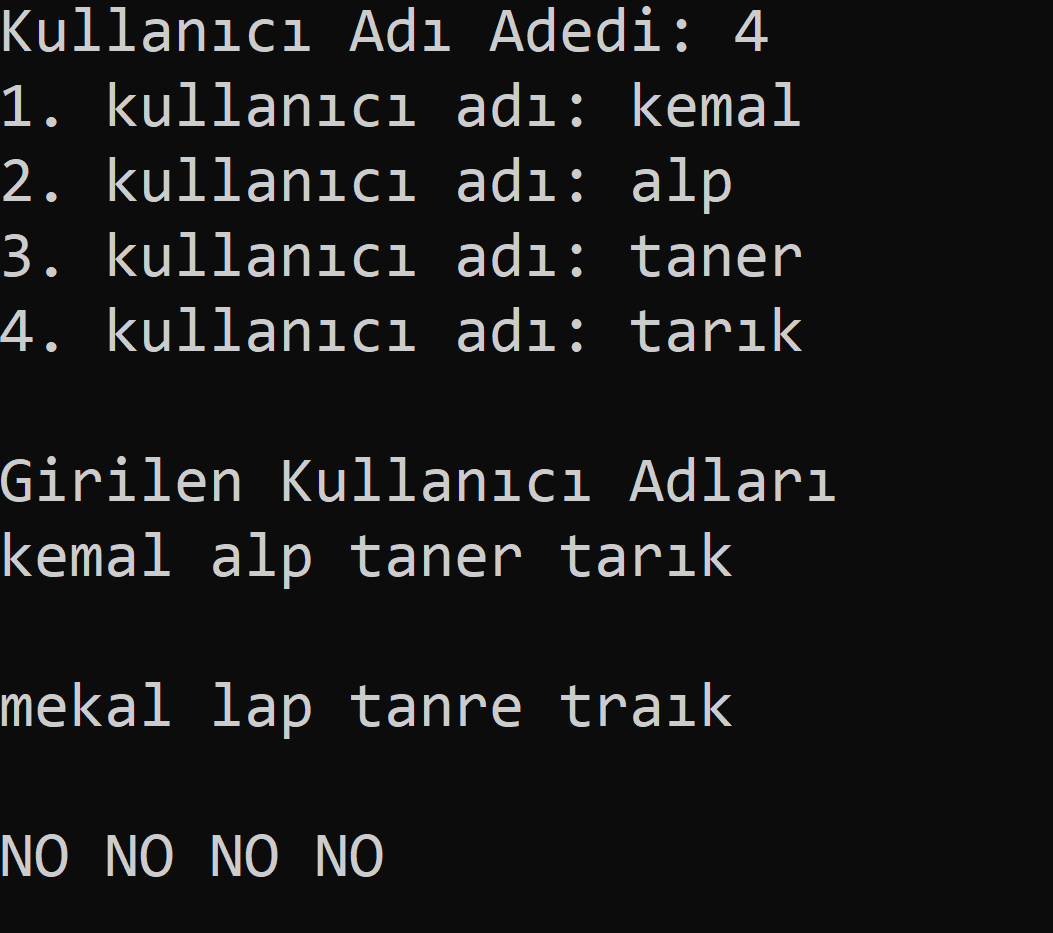 Kullanıcı Adı Adedi: 4
1. kullanıcı adı: kemal
2. kullanıcı adı: alp
3. kullanıcı adı: taner
4. kullanıcı adı: tarık
Girilen Kullanıcı Adları
kemal alp taner tarık
mekal lap tanre traık
NO NO NO NO